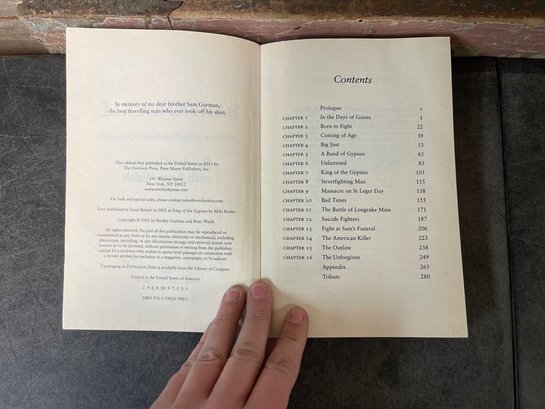 In memory of my dear brother Sam Gorman,
the best travelling man who ever took off his shirt.
This edition first published in the United States in 2011 by
The Overlook Press, Peter Mayer Publishers, Inc.
141 Wooster Street
New York, NY 10012
www.overlookny.com
For bulk and special sales, please contact sales@overlookny.com
First published in Great Britain in 2002 as King of the Gypsies by Milo Books
Copyright © 2002 by Bartley Gorman and Peter Walsh
All rights reserved. No part of this publication may be reproduced or
transmitted in any form or by any means, electronic or mechanical, including
photocopy, recording, or any information storage and retrieval system now
known or to be invented, without permission in writing from the publisher,
except by a reviewer who wishes to quote brief passages in connection with
a review written for inclusion in a magazine, newspaper, or broadcast.
Cataloging-in-Publication Data is available from the Library of Congress
Printed in the United States of America
ISBN
Contents
Prologue
CHAPTER 1 In the Days of Giants 1
CHAPTER 2 Born to Fight 22
CHAPTER 3 Coming of Age 39
CHAPTER 4 Big Just 53
CHAPTER 5 A Band of Gypsies 65
CHAPTER 6 Unlicensed 83
CHAPTER 7 King of the Gypsies 103
CHAPTER 8 Streetfighting Man 115
CHAPTER 9 Massacre on St Leger Day 138
CHAPTER 10 Bad Times 155
CHAPTER 11 The Battle of Longrake Mine 171
CHAPTER 12 Suicide Fighters 187
CHAPTER 13 Fight at Sam's Funeral 206
CHAPTER 14 The American Killer 223
CHAPTER 15 The Outlaw 238
CHAPTER 16 The Unforgiven 249
Appendix 265
Tribute 280